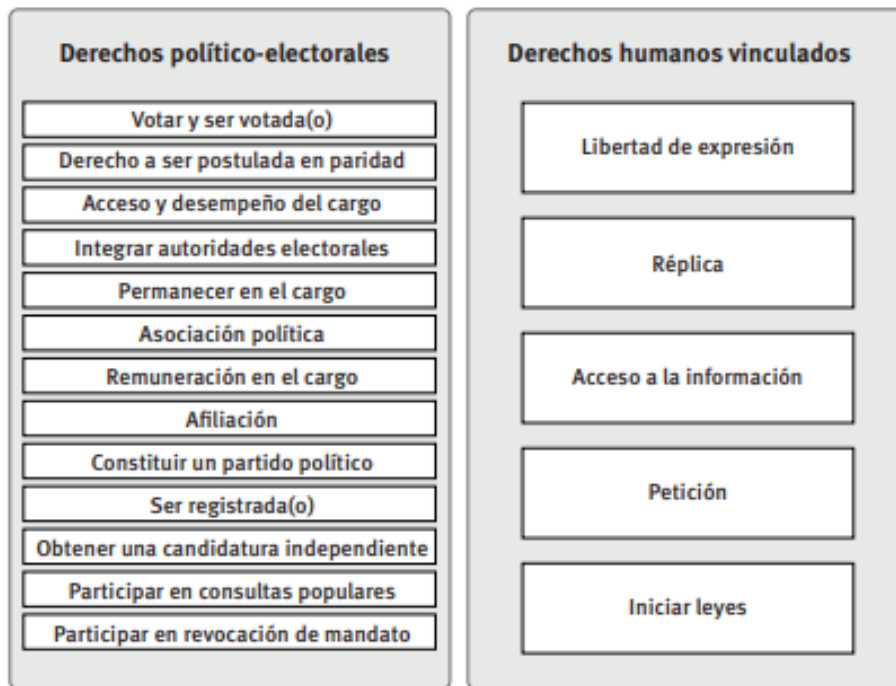 Derechos político-electorales
Votar y ser votada(o)
Derecho a ser postulada en paridad
Acceso y desempeño del cargo
Integrar autoridades electorales
Permanecer en el cargo
Asociación política
Remuneración en el cargo
Afiliación
Constituir un partido político
Ser registrada(o)
Obtener una candidatura independiente
Participar en consultas populares
Participar en revocación de mandato
Derechos humanos vinculados
Libertad de expresión
Réplica
Acceso a la información
Petición
Iniciar leyes